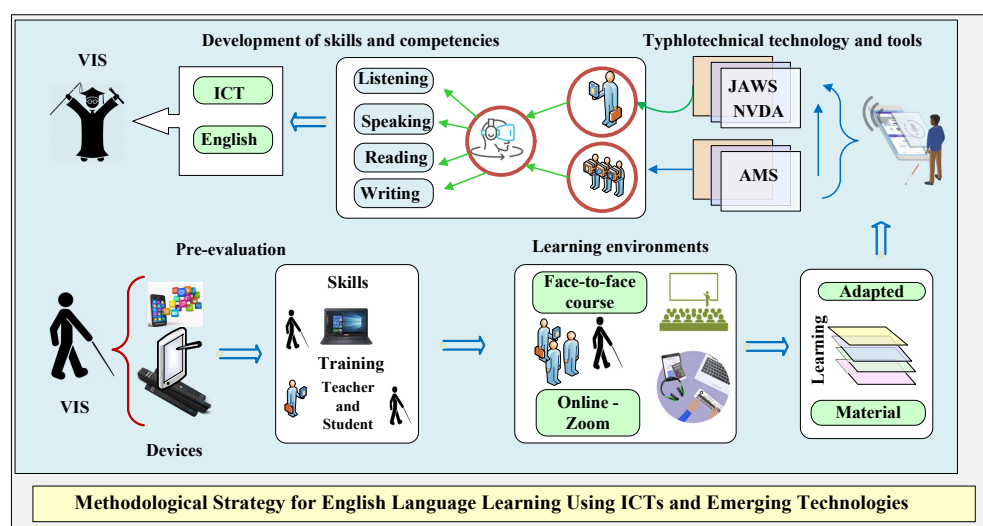 Development of skills and competencies
Typhlotechnical technology and tools
VIS
ICT
English
Listening
Speaking
Reading
Writing
JAWS
NVDA
AMS
Pre-evaluation
Learning environments
VIS
Devices
Skills
Training
Teacher
and
Student
Face-to-face
course
Online -
Zoom
Adapted
Learning
Material
Methodological Strategy for English Language Learning Using ICTs and Emerging Technologies